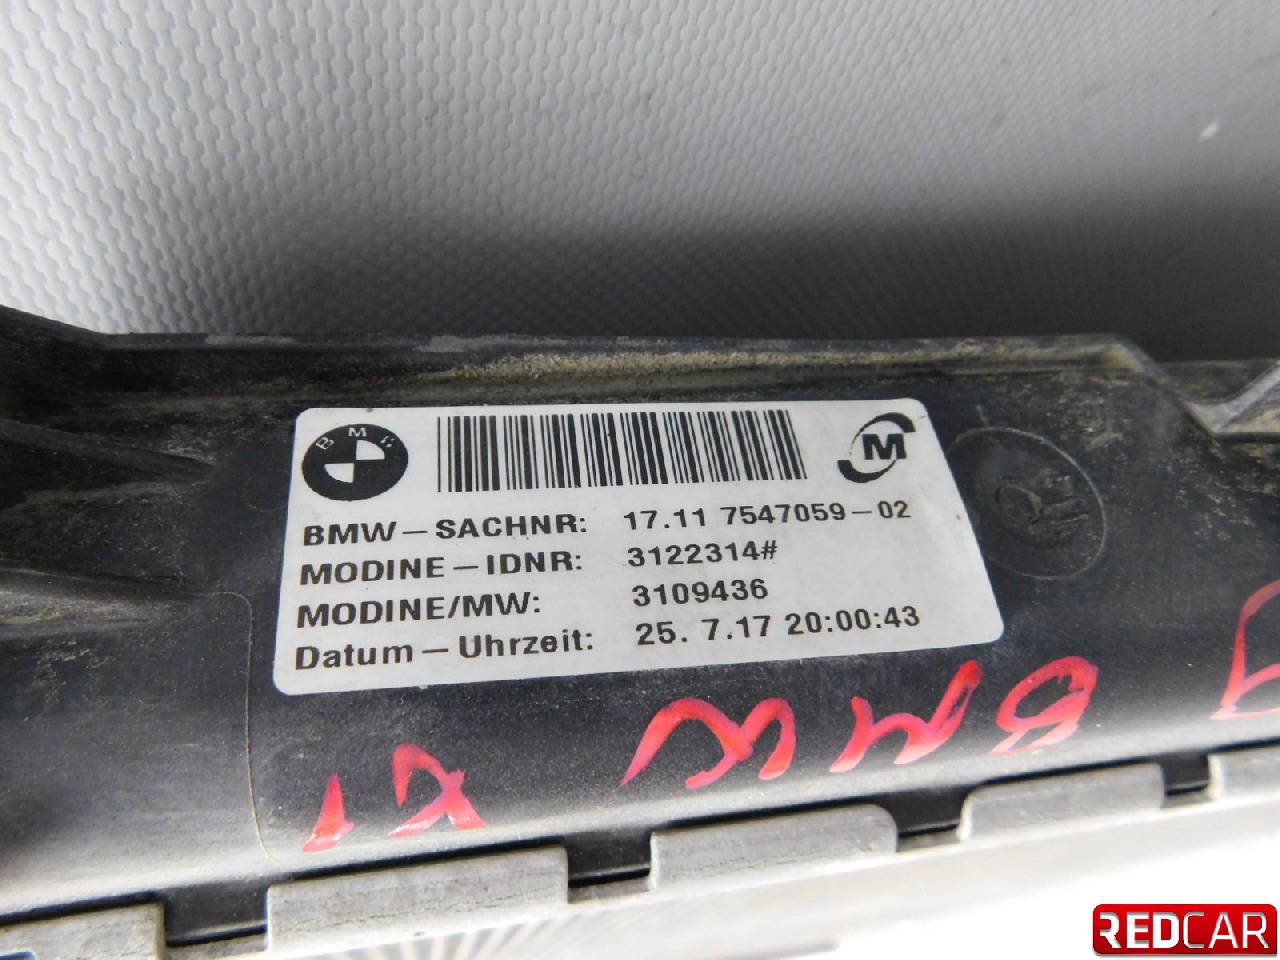 BMW
M
BMW-SACHNR: 17.11 7547059-02
MODINE-IDNR: 3122314#
MODINE/MW: 3109436
Datum-Uhrzeit: 25. 7.17 20:00:43
BMW X1
REDCAR